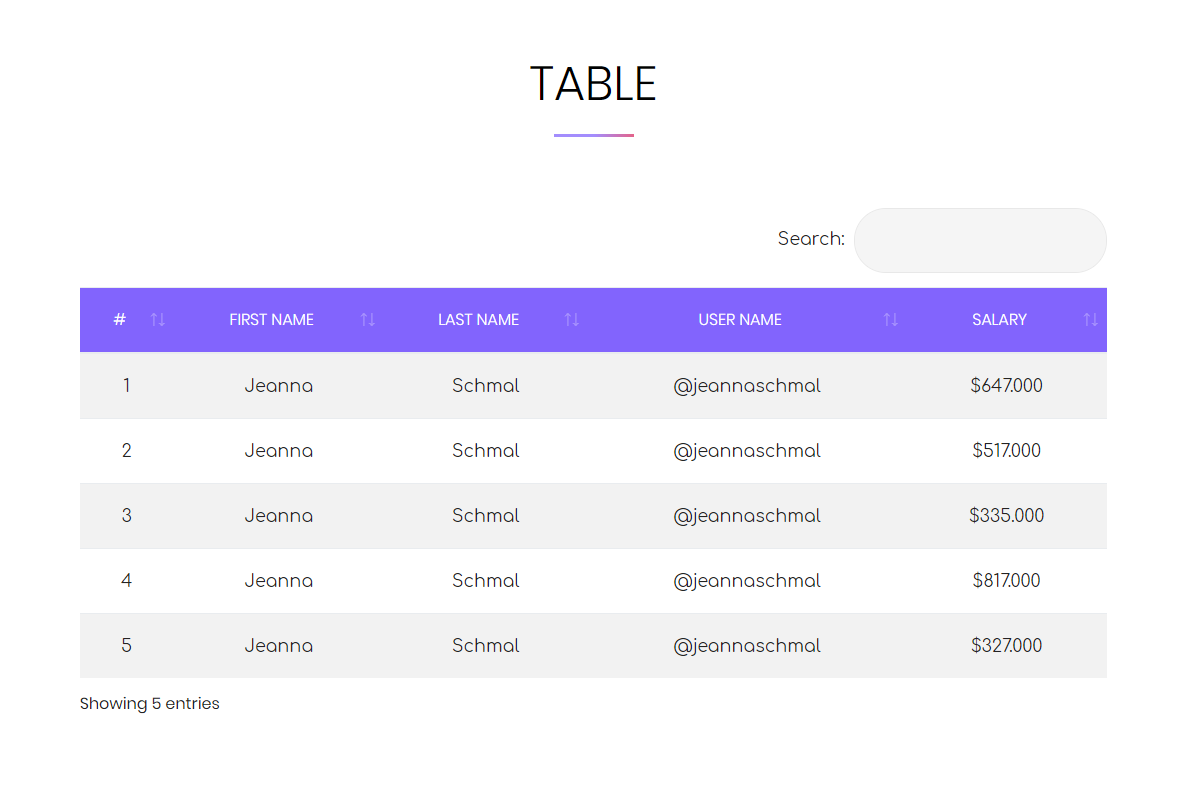 TABLE
Search:
# FIRST NAME LAST NAME USER NAME SALARY
1 Jeanna Schmal @jeannaschmal $647.000
2 Jeanna Schmal @jeannaschmal $517.000
3 Jeanna Schmal @jeannaschmal $335.000
4 Jeanna Schmal @jeannaschmal $817.000
5 Jeanna Schmal @jeannaschmal $327.000
Showing 5 entries